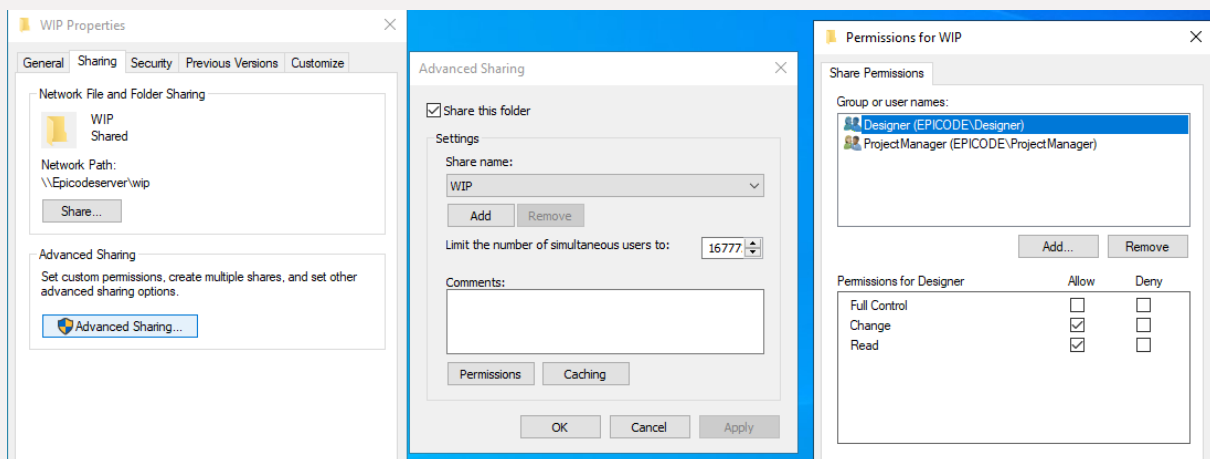 WIP Properties
General Sharing Security Previous Versions Customize
Network File and Folder Sharing
WIP
Shared
Network Path:
\\Epicodeserver\wip
Share...
Advanced Sharing
Set custom permissions, create multiple shares, and set other
advanced sharing options.
Advanced Sharing...
Advanced Sharing
Share this folder
Settings
Share name:
WIP
Add Remove
Limit the number of simultaneous users to: 16777
Comments:
Permissions Caching
OK Cancel Apply
Permissions for WIP
Share Permissions
Group or user names:
Designer (EPICODE\Designer)
ProjectManager (EPICODE\ProjectManager)
Add... Remove
Permissions for Designer Allow Deny
Full Control
Change
Read